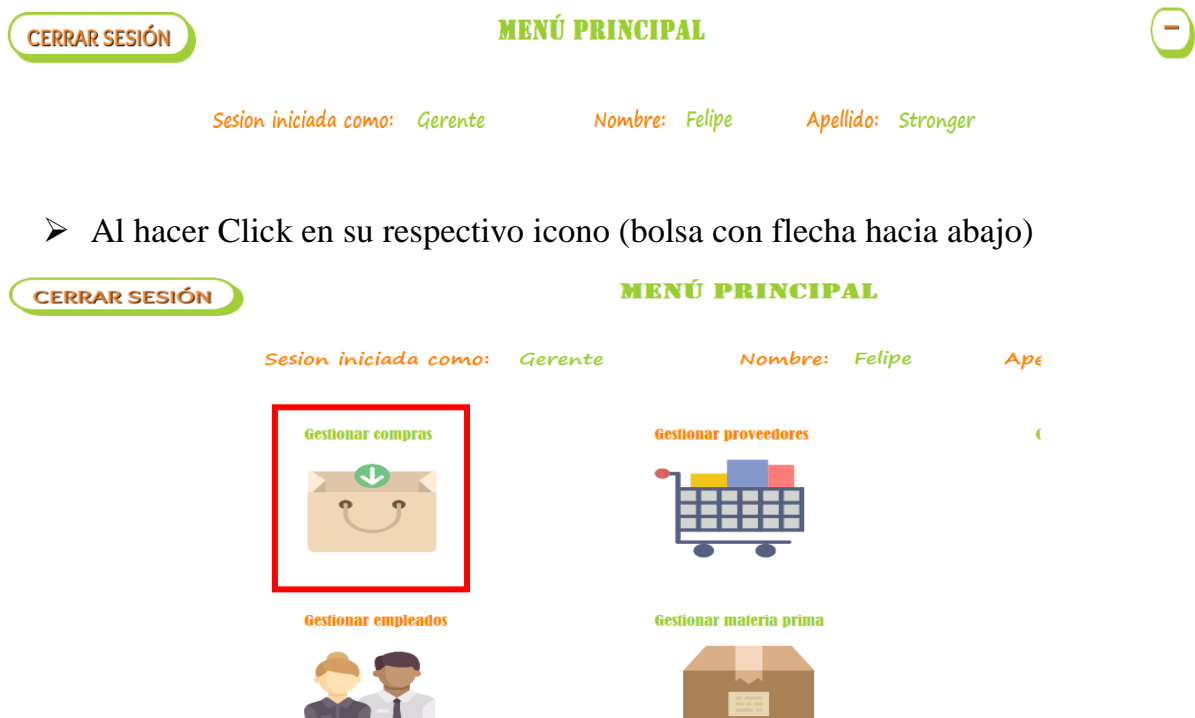 CERRAR SESIÓN MENÚ PRINCIPAL -
Sesion iniciada como: Gerente Nombre: Felipe Apellido: Stronger
➢ Al hacer Click en su respectivo icono (bolsa con flecha hacia abajo)
CERRAR SESIÓN MENÚ PRINCIPAL
Sesion iniciada como: Gerente Nombre: Felipe
Gestionar compras Gestionar proveedores
Gestionar empleados Gestionar materia prima